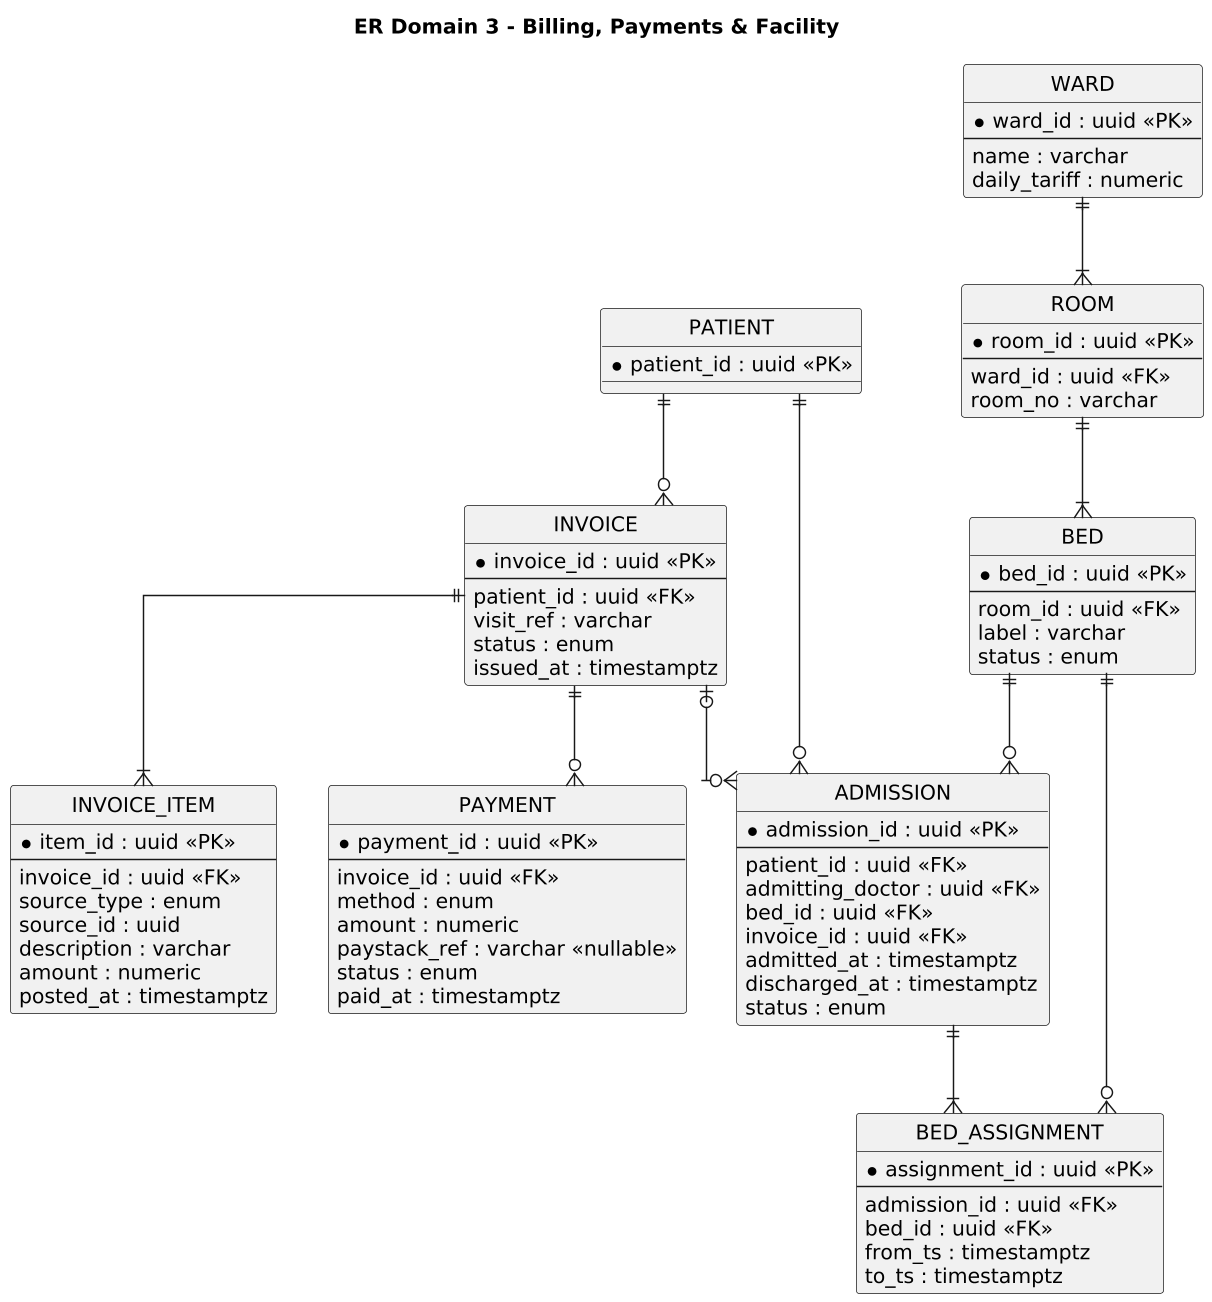 ER Domain 3 - Billing, Payments & Facility
WARD
ward_id : uuid «PK»
name : varchar
daily_tariff : numeric
ROOM
room_id : uuid «PK»
ward_id : uuid «FK»
room_no : varchar
PATIENT
patient_id : uuid «PK»
INVOICE
invoice_id : uuid «PK»
patient_id : uuid «FK»
visit_ref : varchar
status : enum
issued_at : timestamptz
BED
bed_id : uuid «PK»
room_id : uuid «FK»
label : varchar
status : enum
INVOICE_ITEM
item_id : uuid «PK»
invoice_id : uuid «FK»
source_type : enum
source_id : uuid
description : varchar
amount : numeric
posted_at : timestamptz
PAYMENT
payment_id : uuid «PK»
invoice_id : uuid «FK»
method : enum
amount : numeric
paystack_ref : varchar «nullable»
status : enum
paid_at : timestamptz
ADMISSION
admission_id : uuid «PK»
patient_id : uuid «FK»
admitting_doctor : uuid «FK»
bed_id : uuid «FK»
invoice_id : uuid «FK»
admitted_at : timestamptz
discharged_at : timestamptz
status : enum
BED_ASSIGNMENT
assignment_id : uuid «PK»
admission_id : uuid «FK»
bed_id : uuid «FK»
from_ts : timestamptz
to_ts : timestamptz